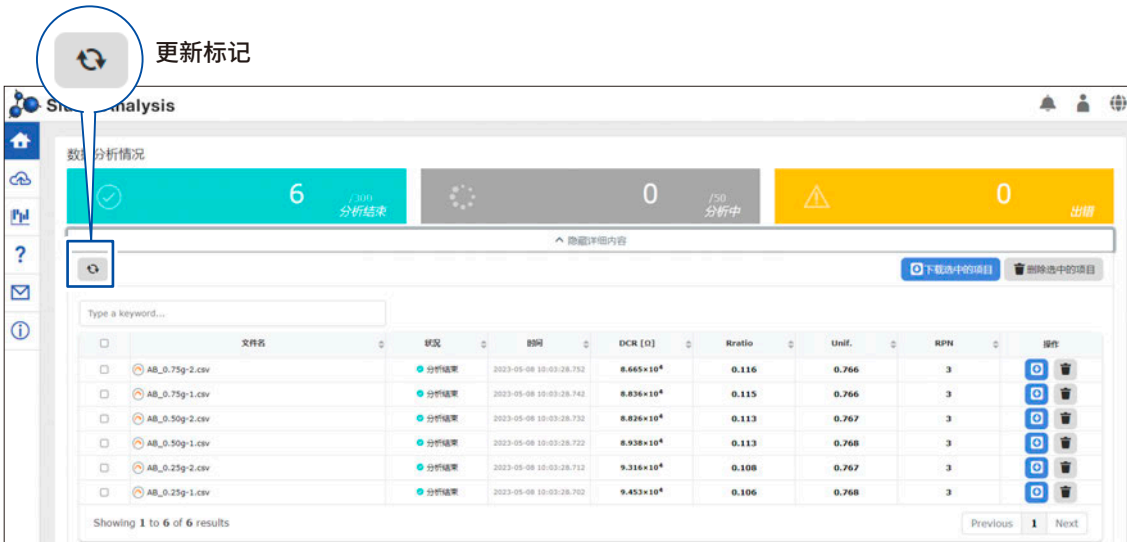 更新标记
alysis
分析情况
6 /300 分析结束
0 /50 分析中
0 出错
隐藏详细内容
下载选中的项目 删除选中的项目
Type a keyword...
文件名 状况 时间 DCR [Ω] Rratio Unif. RPN 操作
AB_0.75g-2.csv 分析结束 2023-05-08 10:03:28.752 8.665×10⁴ 0.116 0.766 3
AB_0.75g-1.csv 分析结束 2023-05-08 10:03:28.742 8.836×10⁴ 0.115 0.766 3
AB_0.50g-2.csv 分析结束 2023-05-08 10:03:28.732 8.826×10⁴ 0.113 0.767 3
AB_0.50g-1.csv 分析结束 2023-05-08 10:03:28.722 8.938×10⁴ 0.113 0.768 3
AB_0.25g-2.csv 分析结束 2023-05-08 10:03:28.712 9.316×10⁴ 0.108 0.767 3
AB_0.25g-1.csv 分析结束 2023-05-08 10:03:28.702 9.453×10⁴ 0.106 0.768 3
Showing 1 to 6 of 6 results
Previous 1 Next